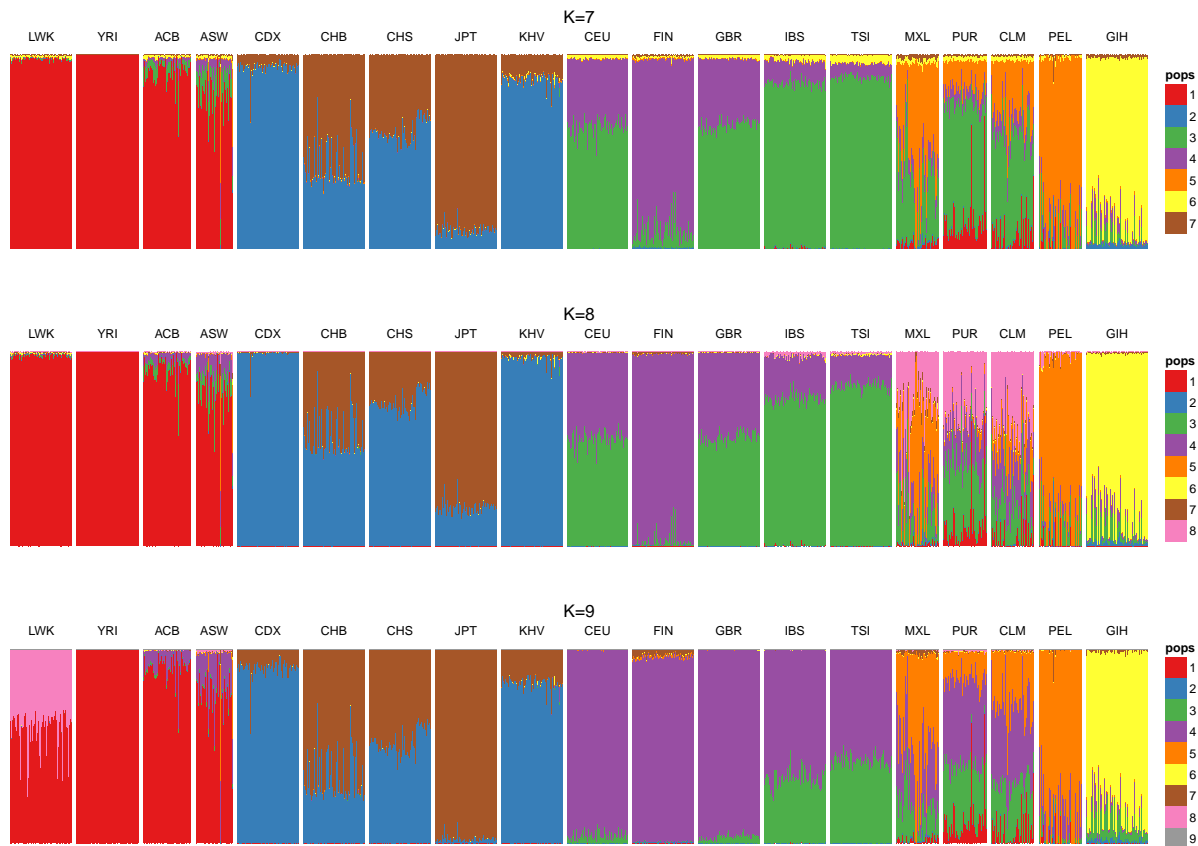 K=7
LWK YRI ACB ASW CDX CHB CHS JPT KHV CEU FIN GBR IBS TSI MXL PUR CLM PEL GIH
pops
1
2
3
4
5
6
7
K=8
LWK YRI ACB ASW CDX CHB CHS JPT KHV CEU FIN GBR IBS TSI MXL PUR CLM PEL GIH
pops
1
2
3
4
5
6
7
8
K=9
LWK YRI ACB ASW CDX CHB CHS JPT KHV CEU FIN GBR IBS TSI MXL PUR CLM PEL GIH
pops
1
2
3
4
5
6
7
8
9